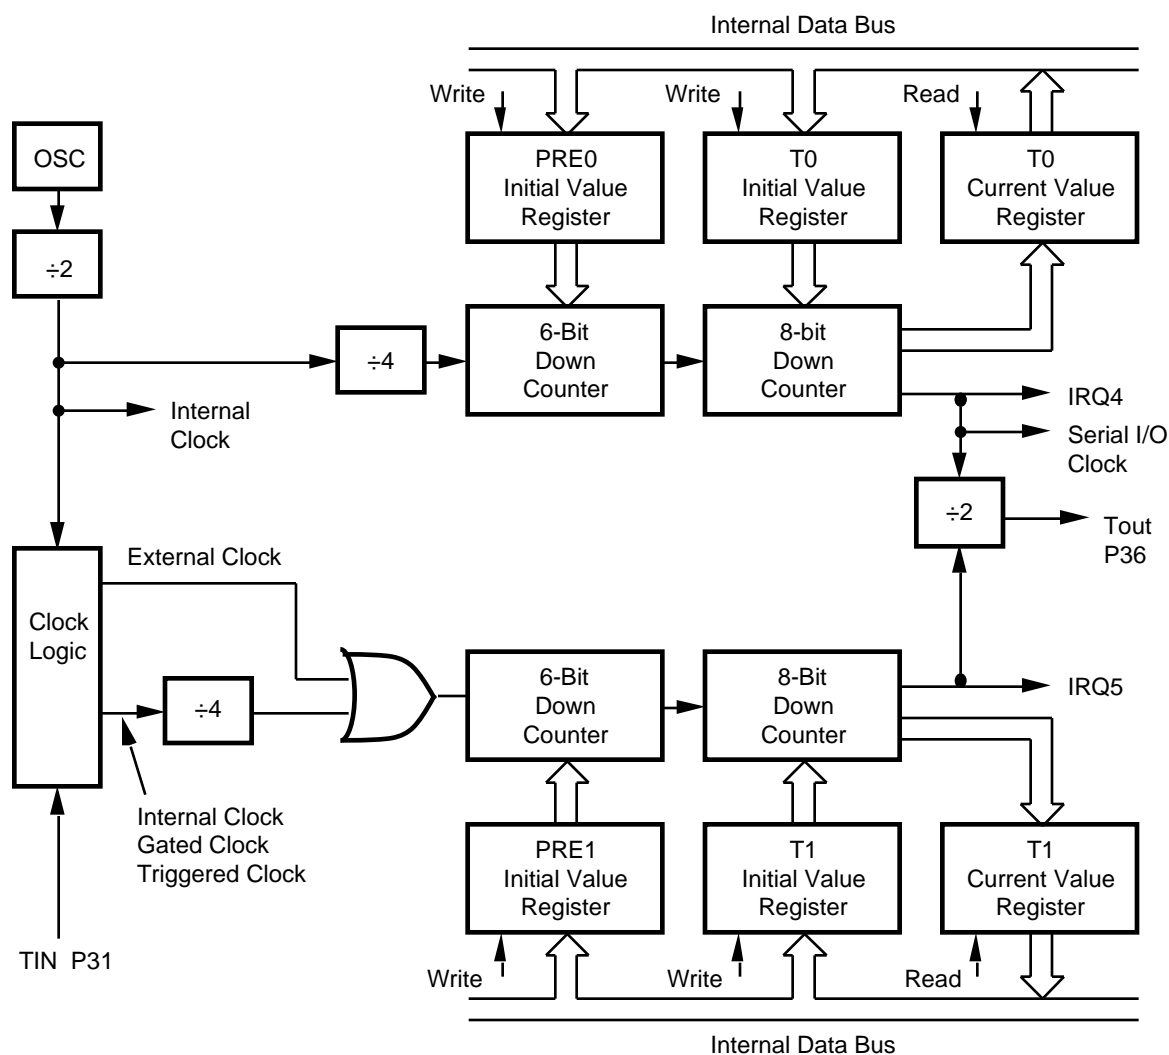 Internal Data Bus
Write
Write
Read
OSC
PRE0
Initial Value
Register
T0
Initial Value
Register
T0
Current Value
Register
÷2
÷4
6-Bit
Down
Counter
8-bit
Down
Counter
Internal
Clock
IRQ4
Serial I/O
Clock
÷2
Tout
P36
External Clock
Clock
Logic
÷4
6-Bit
Down
Counter
8-Bit
Down
Counter
IRQ5
Internal Clock
Gated Clock
Triggered Clock
PRE1
Initial Value
Register
T1
Initial Value
Register
T1
Current Value
Register
TIN P31
Write
Write
Read
Internal Data Bus